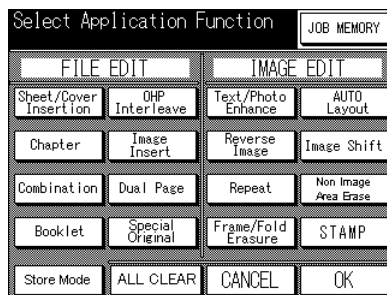 Select Application Function
JOB MEMORY
FILE EDIT
IMAGE EDIT
Sheet/Cover
Insertion
OHP
Interleave
Text/Photo
Enhance
AUTO
Layout
Chapter
Image
Insert
Reverse
Image
Image Shift
Combination
Dual Page
Repeat
Non Image
Area Erase
Booklet
Special
Original
Frame/Fold
Erasure
STAMP
Store Mode
ALL CLEAR
CANCEL
OK